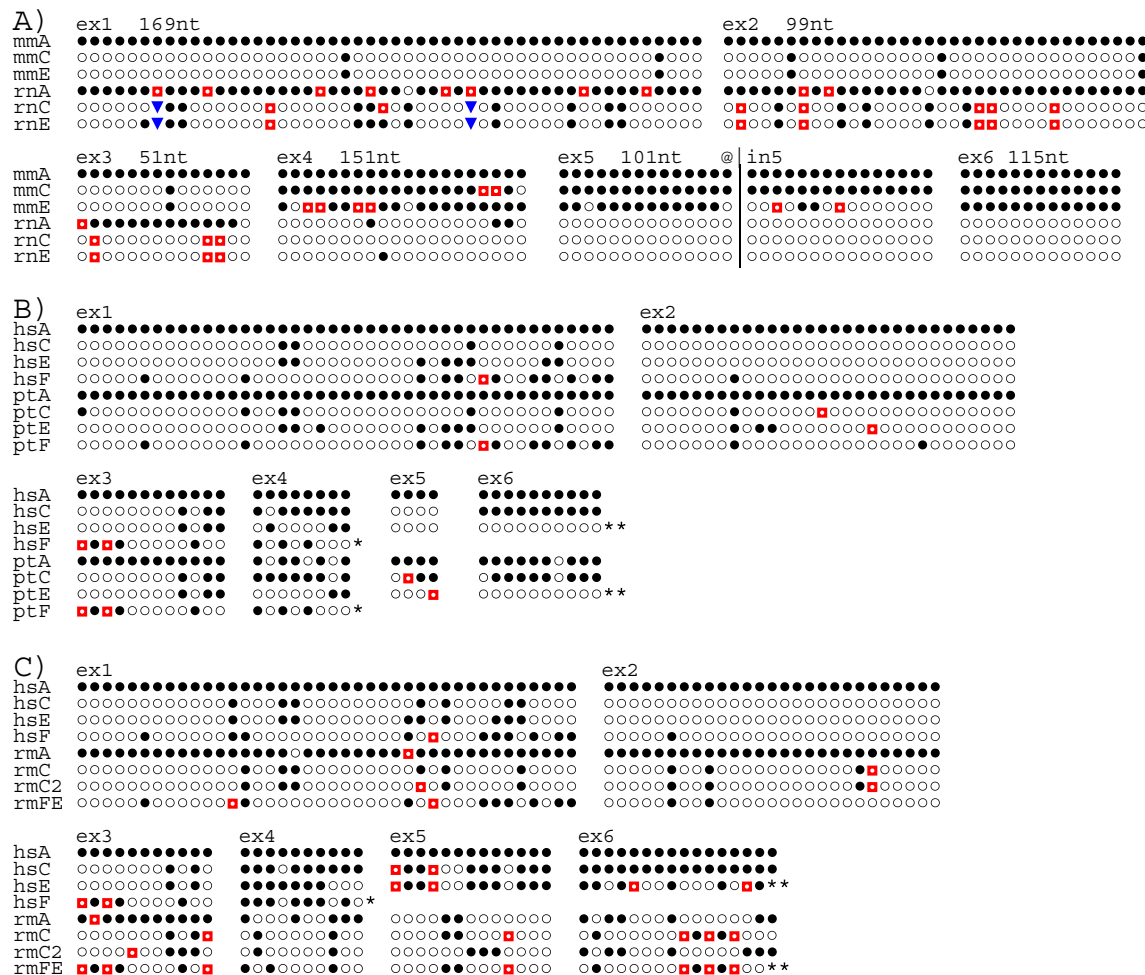 A)
ex1 169nt ex2 99nt
mmA
mmC
mmE
rnA
rnC
rnE
ex3 51nt ex4 151nt ex5 101nt @ in5 ex6 115nt
mmA
mmC
mmE
rnA
rnC
rnE
B)
ex1 ex2
hsA
hsC
hsE
hsF
ptA
ptC
ptE
ptF
ex3 ex4 ex5 ex6
hsA
hsC
hsE **
hsF *
ptA
ptC
ptE **
ptF *
C)
ex1 ex2
hsA
hsC
hsE
hsF
rmA
rmC
rmC2
rmFE
ex3 ex4 ex5 ex6
hsA
hsC
hsE **
hsF *
rmA
rmC
rmC2
rmFE **